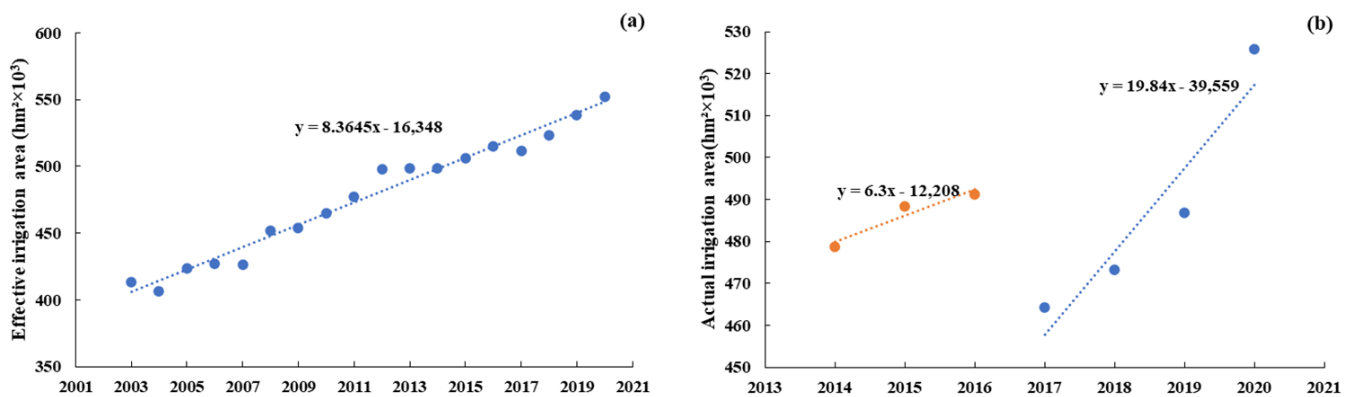 (a)
Effective irrigation area (hm²×10³)
600
550
500
450
400
350
y = 8.3645x - 16,348
2001 2003 2005 2007 2009 2011 2013 2015 2017 2019 2021
(b)
Actual irrigation area(hm²×10³)
530
520
510
500
490
480
470
460
450
y = 19.84x - 39,559
y = 6.3x - 12,208
2013 2014 2015 2016 2017 2018 2019 2020 2021